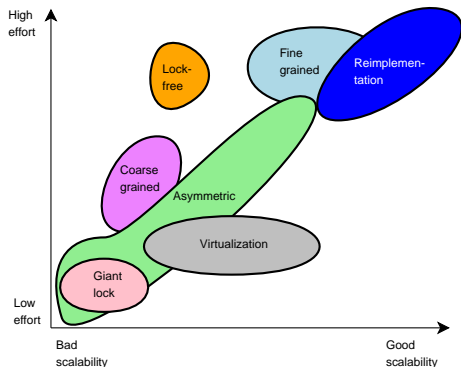 High
effort
Lock-
free
Fine
grained
Reimplemen-
tation
Coarse
grained
Asymmetric
Virtualization
Giant
lock
Low
effort
Bad
scalability
Good
scalability